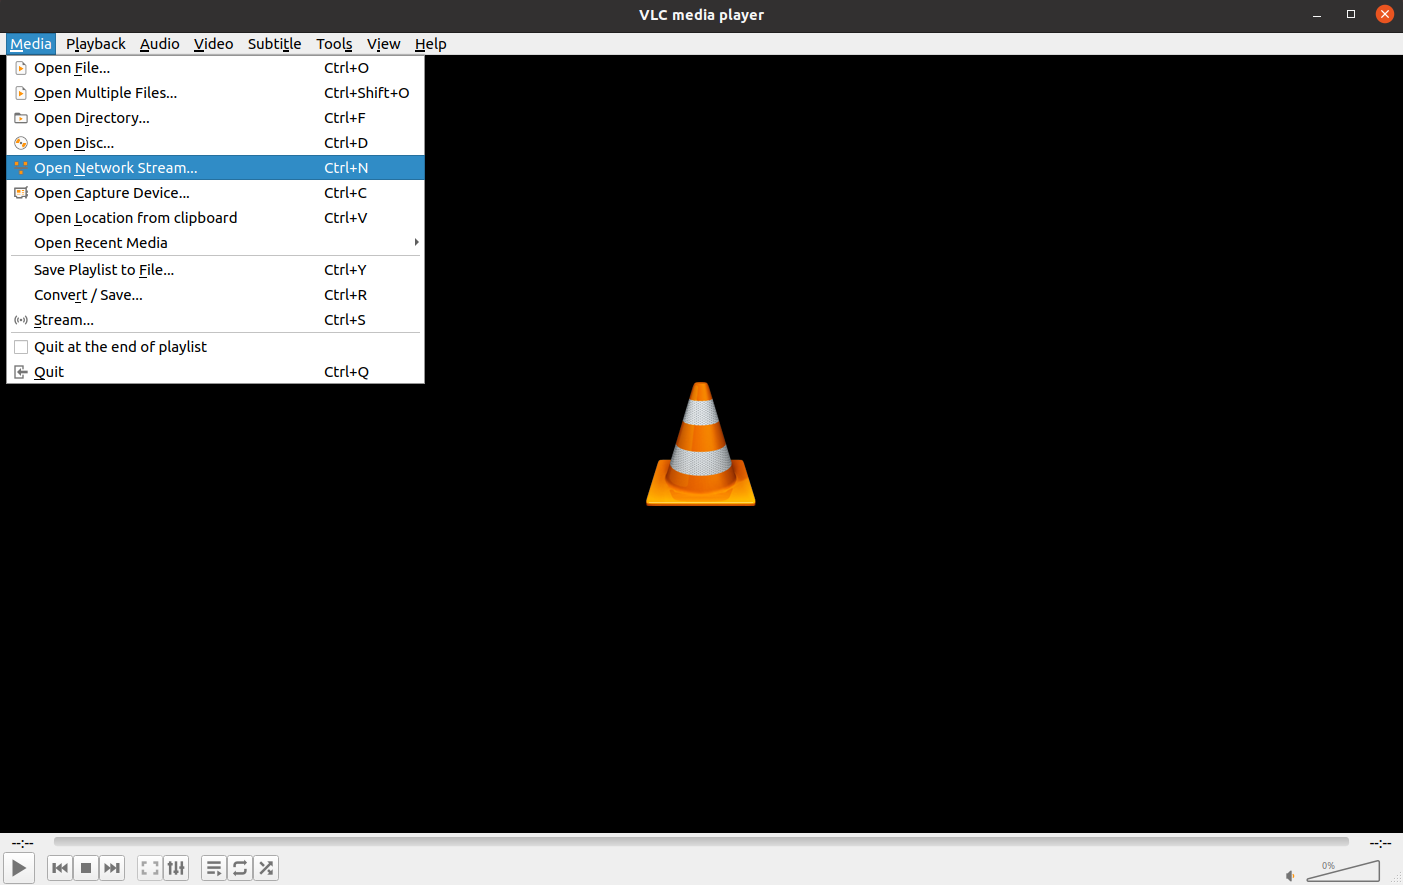 VLC media player
Media Playback Audio Video Subtitle Tools View Help
Open File... Ctrl+O
Open Multiple Files... Ctrl+Shift+O
Open Directory... Ctrl+F
Open Disc... Ctrl+D
Open Network Stream... Ctrl+N
Open Capture Device... Ctrl+C
Open Location from clipboard Ctrl+V
Open Recent Media
Save Playlist to File... Ctrl+Y
Convert / Save... Ctrl+R
Stream... Ctrl+S
Quit at the end of playlist
Quit Ctrl+Q
--:-- --:--
0%